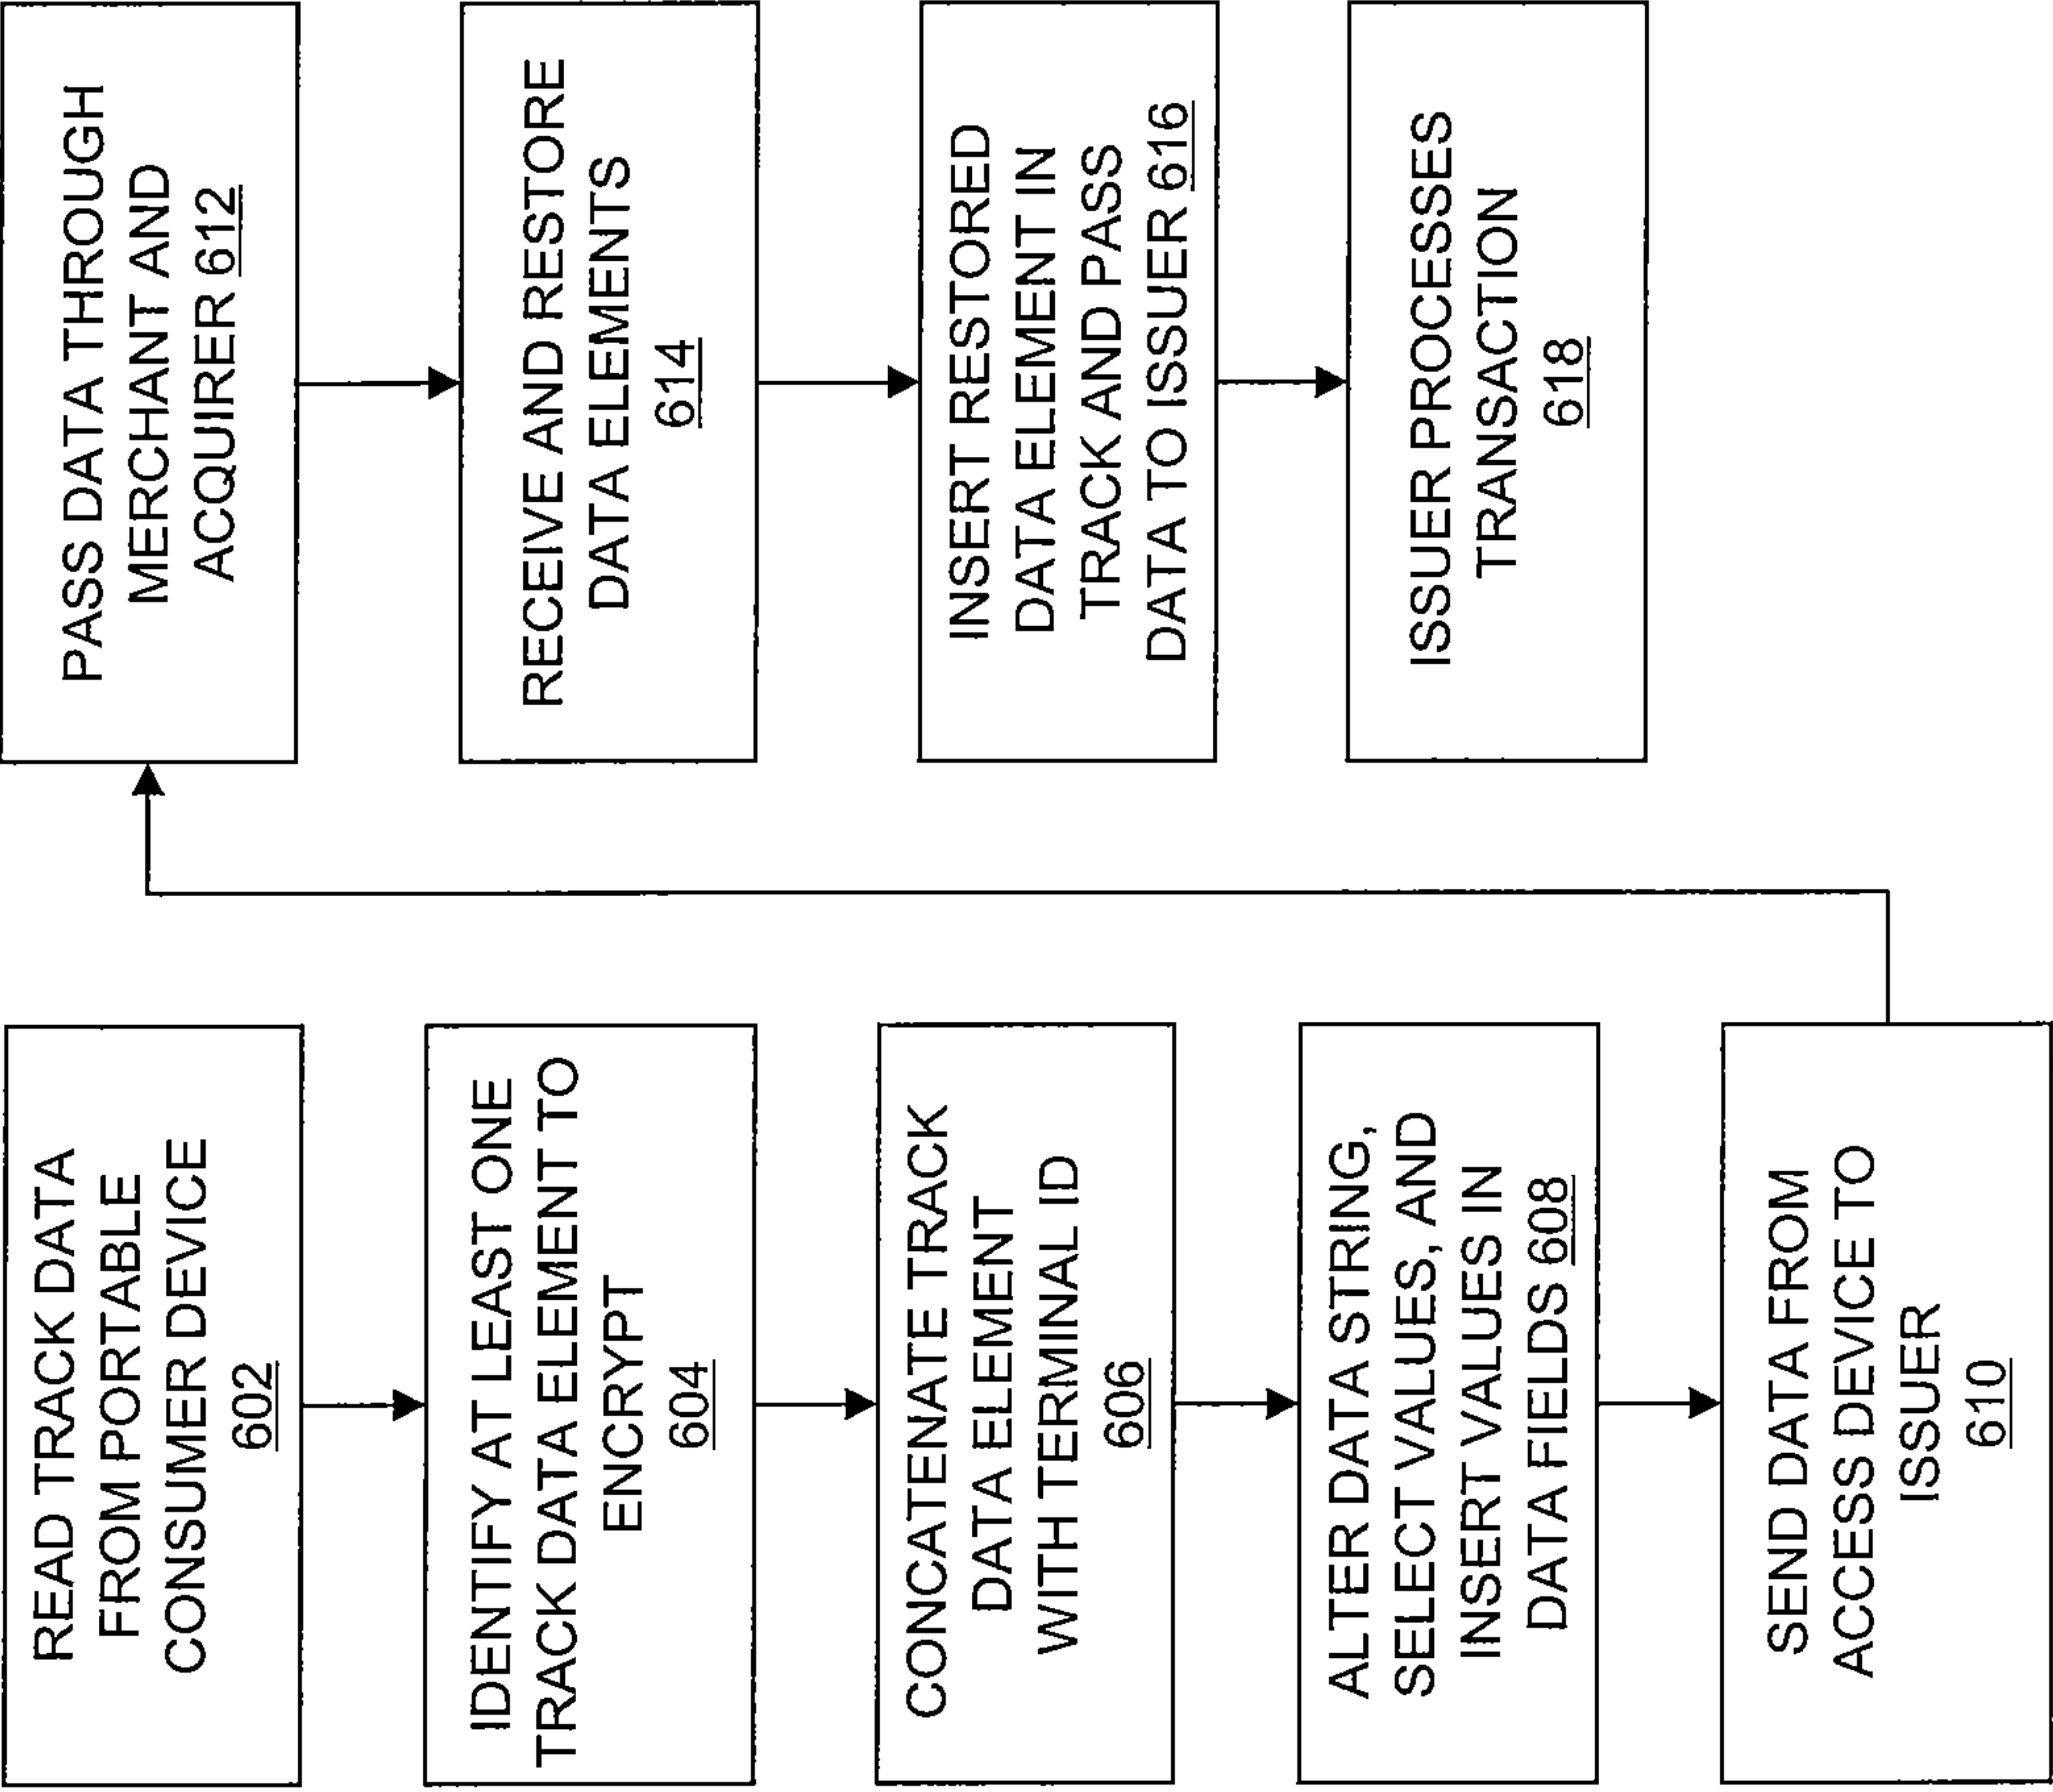 READ TRACK DATA
FROM PORTABLE
CONSUMER DEVICE
602
IDENTIFY AT LEAST ONE
TRACK DATA ELEMENT TO
ENCRYPT
604
CONCATENATE TRACK
DATA ELEMENT
WITH TERMINAL ID
606
ALTER DATA STRING,
SELECT VALUES, AND
INSERT VALUES IN
DATA FIELDS 608
SEND DATA FROM
ACCESS DEVICE TO
ISSUER
610
PASS DATA THROUGH
MERCHANT AND
ACQUIRER 612
RECEIVE AND RESTORE
DATA ELEMENTS
614
INSERT RESTORED
DATA ELEMENT IN
TRACK AND PASS
DATA TO ISSUER 616
ISSUER PROCESSES
TRANSACTION
618